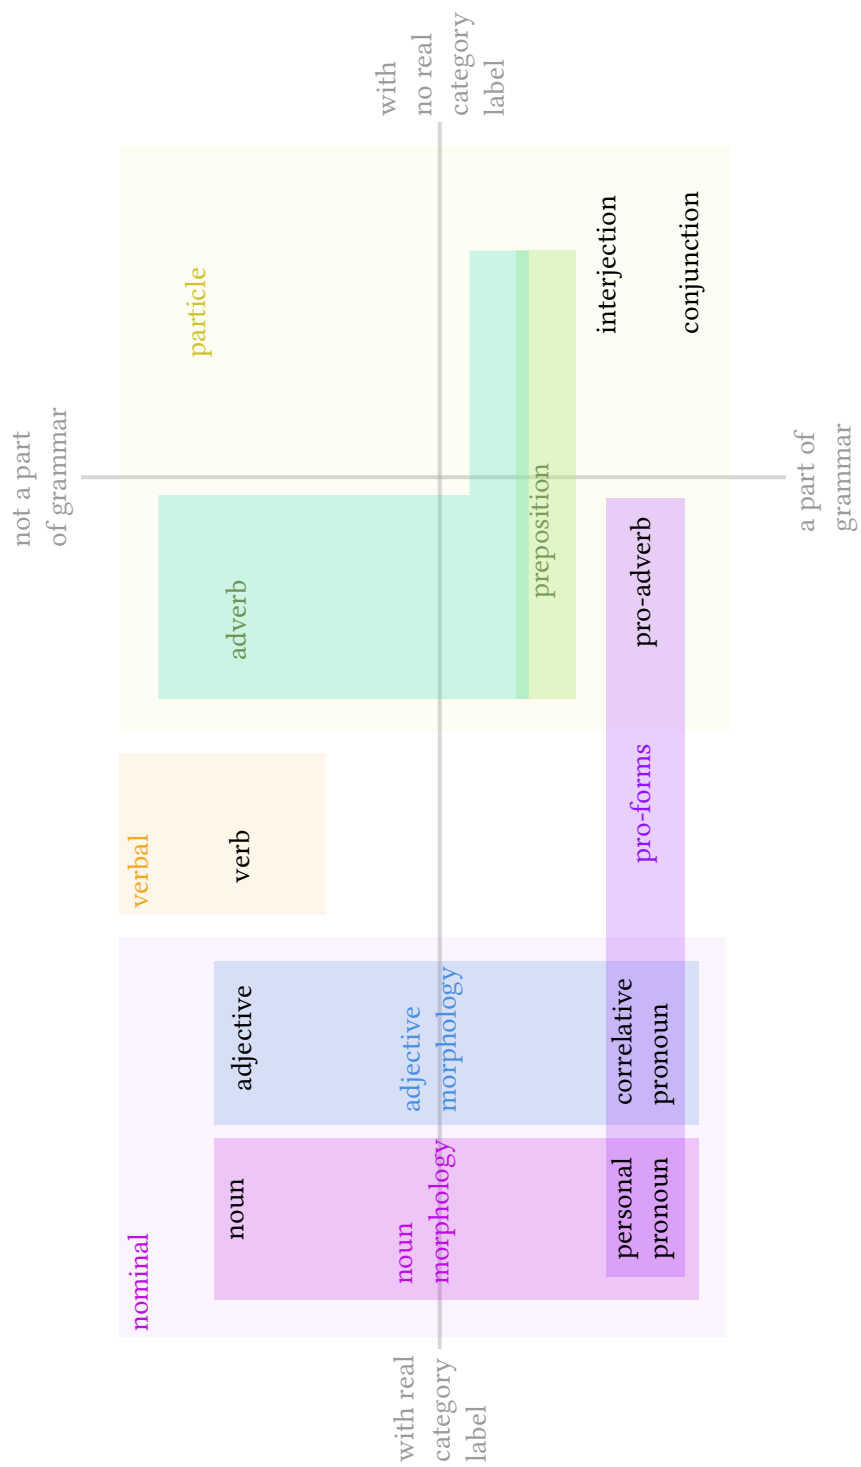 not a part
of grammar
with real
category
label
with
no real
category
label
a part of
grammar
nominal
noun
adjective
noun
morphology
adjective
morphology
personal
pronoun
correlative
pronoun
verbal
verb
pro-forms
adverb
preposition
pro-adverb
particle
interjection
conjunction